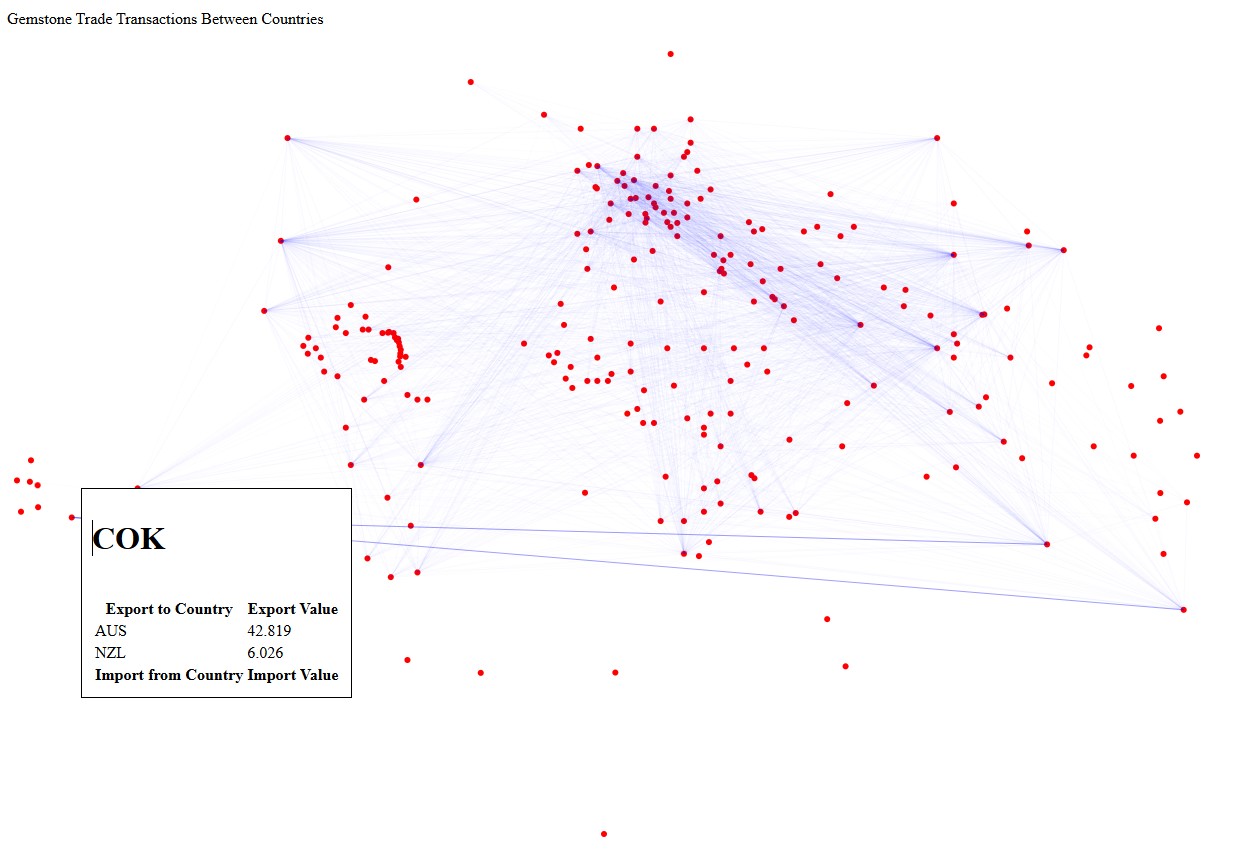 Gemstone Trade Transactions Between Countries
COK
Export to Country Export Value
AUS 42.819
NZL 6.026
Import from Country Import Value